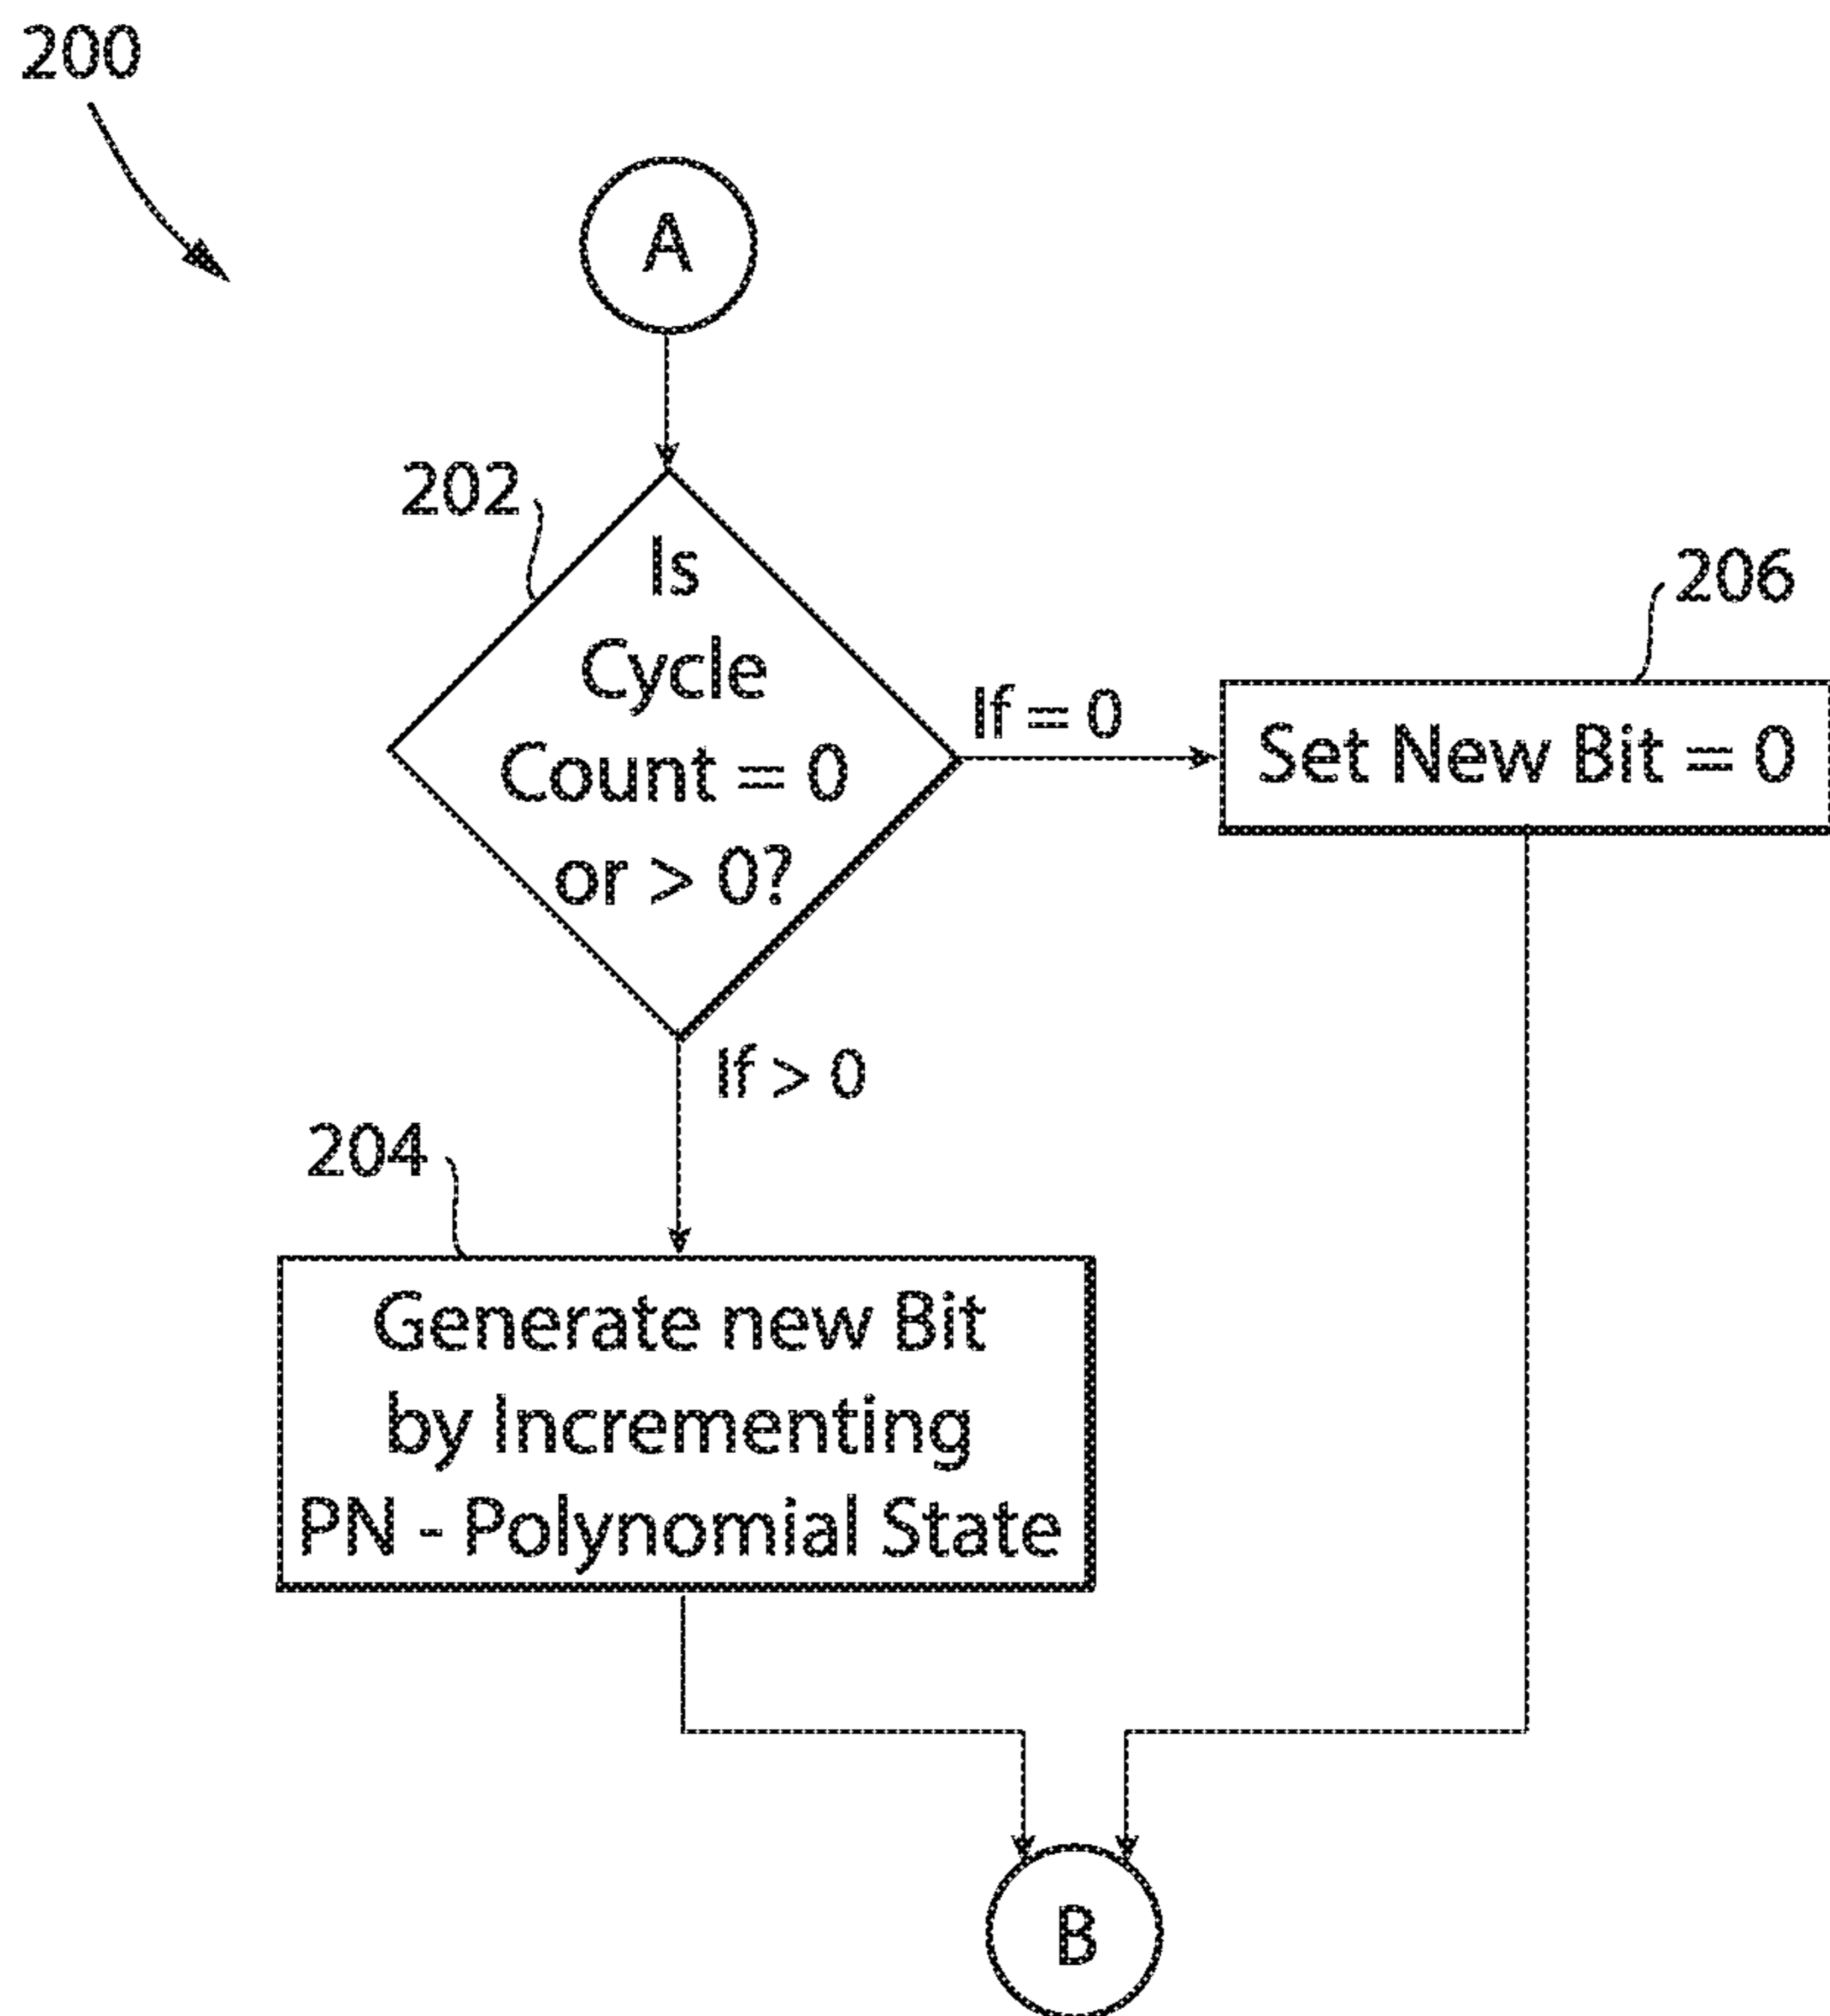 200
A
202
Is
Cycle
Count = 0
or > 0?
If = 0
206
Set New Bit = 0
If > 0
204
Generate new Bit
by Incrementing
PN - Polynomial State
B